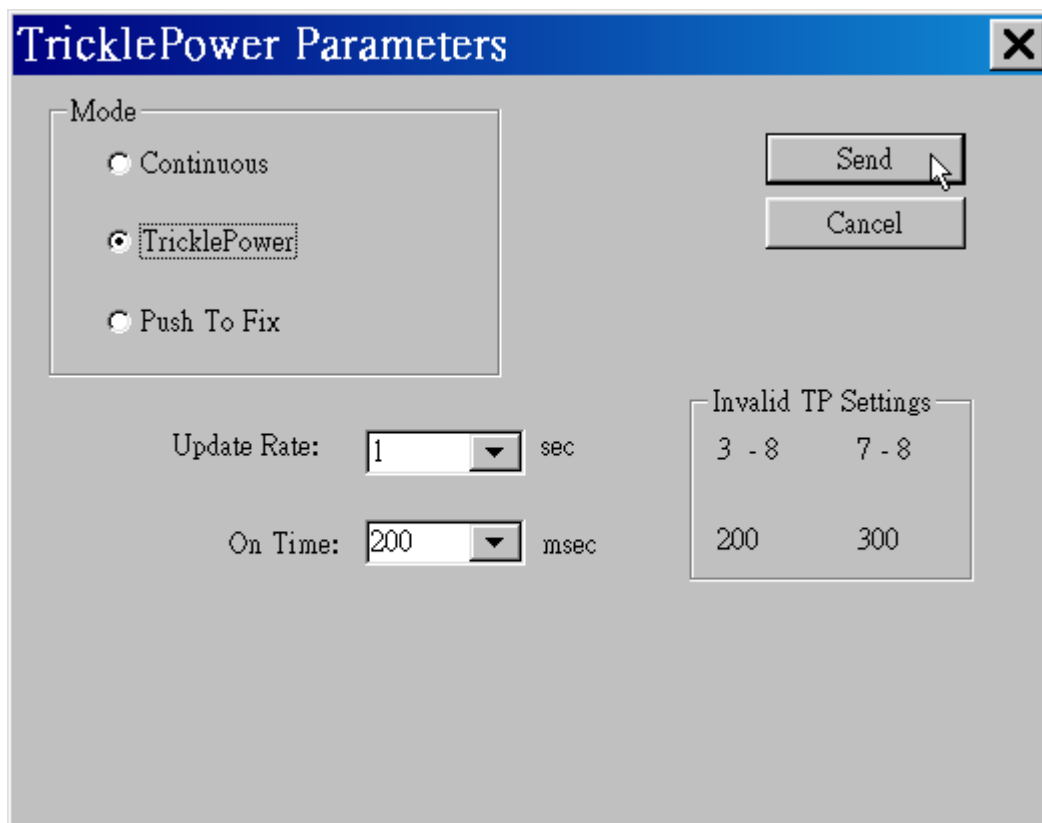 TricklePower Parameters
Mode
Continuous
TricklePower
Push To Fix
Send
Cancel
Update Rate: 1 sec
On Time: 200 msec
Invalid TP Settings
3 - 8 7 - 8
200 300